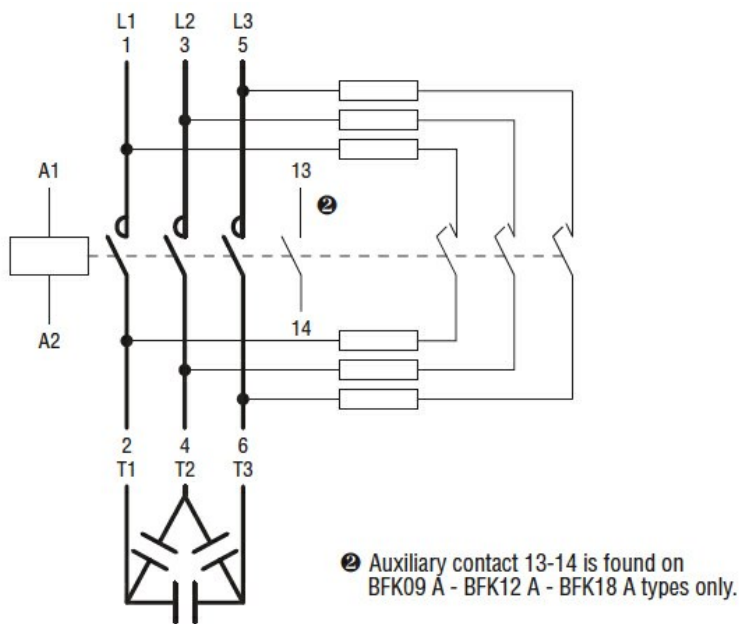 L1 L2 L3
1 3 5
A1
13
❷
14
A2
2 4 6
T1 T2 T3
❷ Auxiliary contact 13-14 is found on
BFK09 A - BFK12 A - BFK18 A types only.